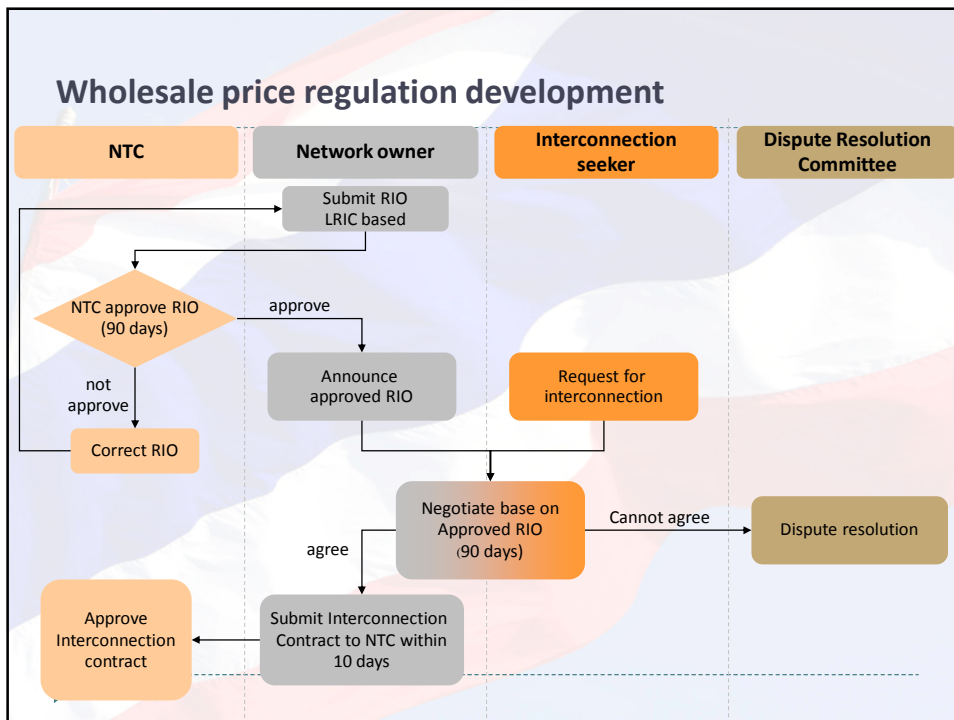 Wholesale price regulation development
NTC
Network owner
Interconnection
seeker
Dispute Resolution
Committee
Submit RIO
LRIC based
NTC approve RIO
(90 days)
approve
not
approve
Announce
approved RIO
Request for
interconnection
Correct RIO
Negotiate base on
Approved RIO
(90 days)
Cannot agree
Dispute resolution
agree
Approve
Interconnection
contract
Submit Interconnection
Contract to NTC within
10 days